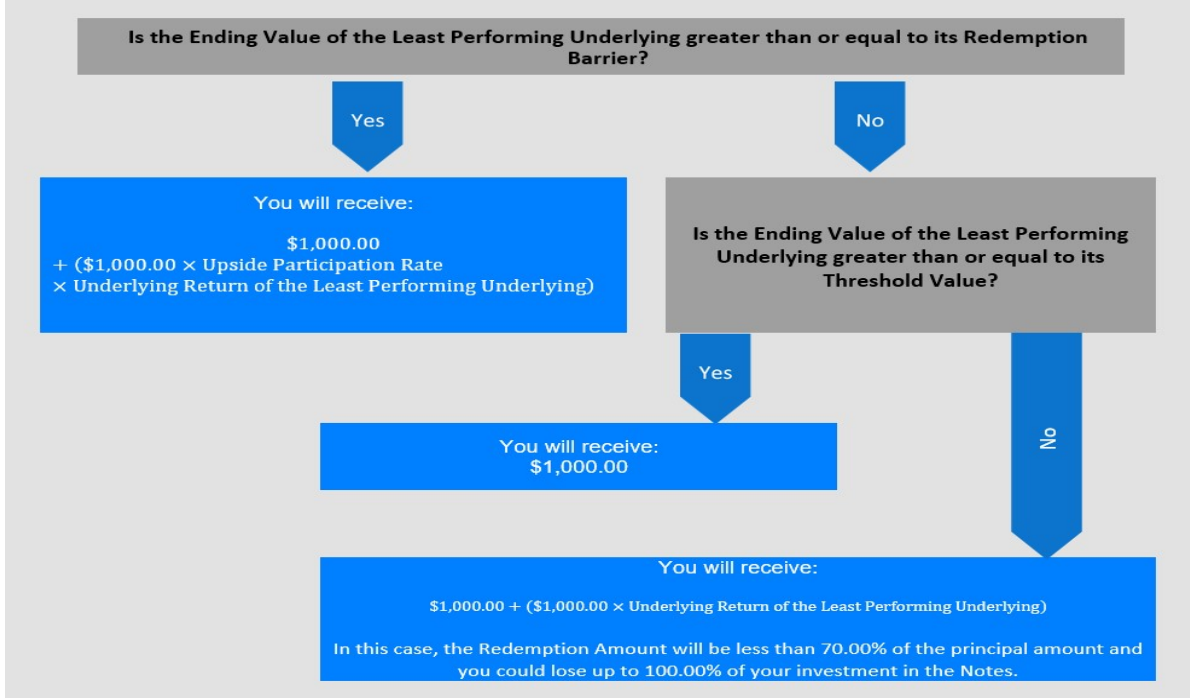 Is the Ending Value of the Least Performing Underlying greater than or equal to its Redemption
Barrier?
Yes
No
You will receive:
$1,000.00
+ ($1,000.00 × Upside Participation Rate
× Underlying Return of the Least Performing Underlying)
Is the Ending Value of the Least Performing
Underlying greater than or equal to its
Threshold Value?
Yes
No
You will receive:
$1,000.00
You will receive:
$1,000.00 + ($1,000.00 × Underlying Return of the Least Performing Underlying)
In this case, the Redemption Amount will be less than 70.00% of the principal amount and
you could lose up to 100.00% of your investment in the Notes.